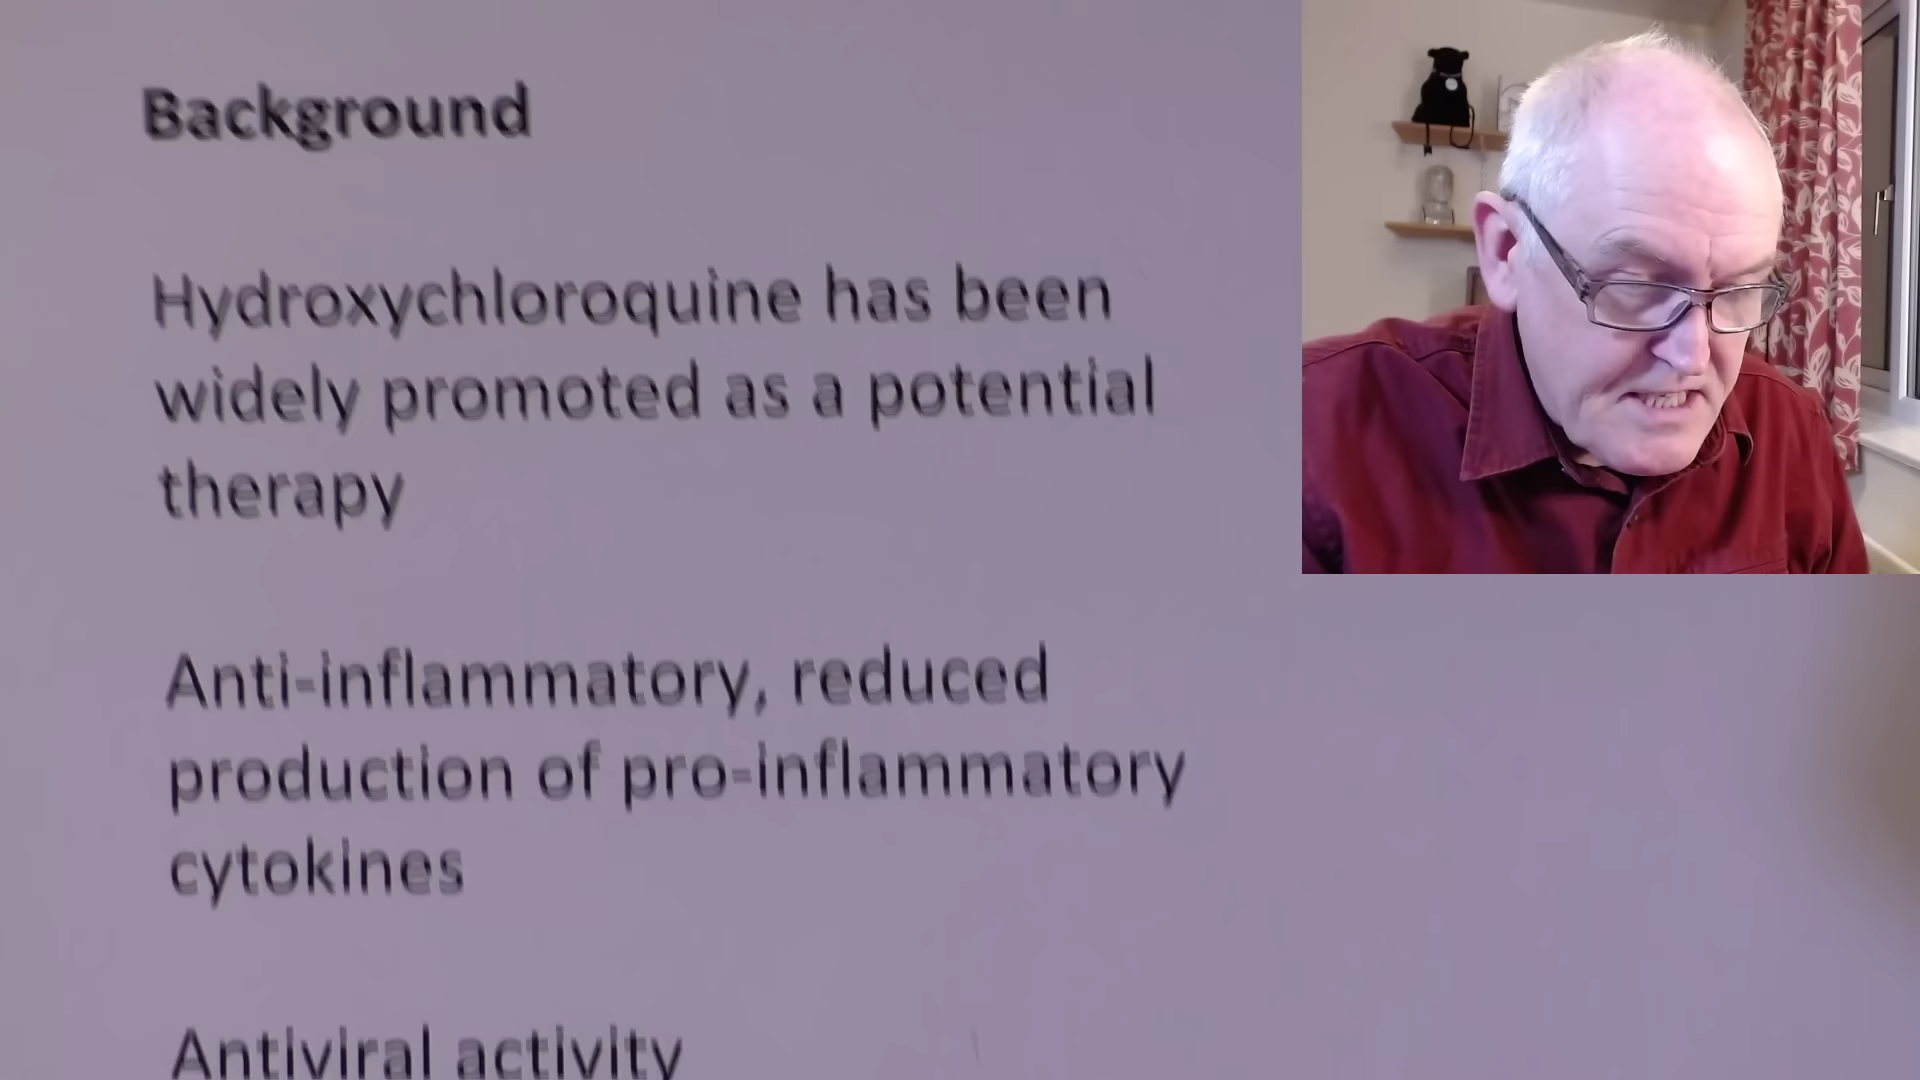 Background
Hydroxychloroquine has been
widely promoted as a potential
therapy
Anti-inflammatory, reduced
production of pro-inflammatory
cytokines
Antiviral activity